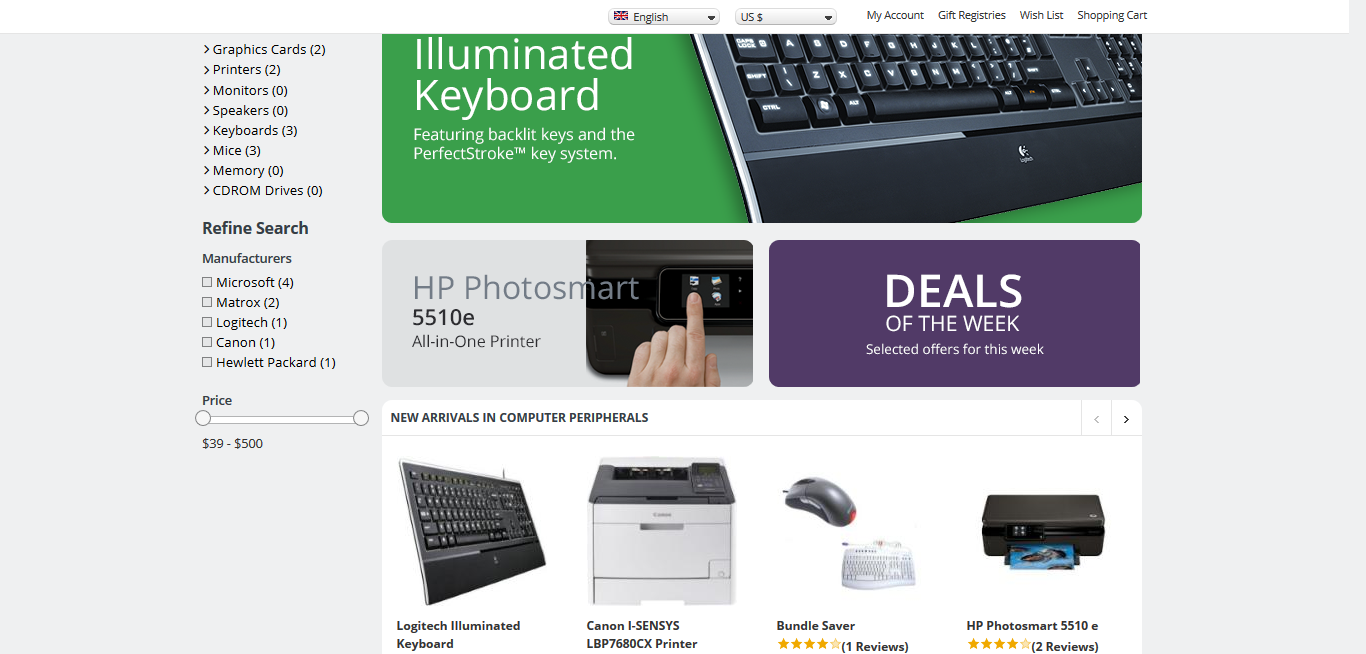 English
US $
My Account
Gift Registries
Wish List
Shopping Cart
Graphics Cards (2)
Printers (2)
Monitors (0)
Speakers (0)
Keyboards (3)
Mice (3)
Memory (0)
CDROM Drives (0)
Refine Search
Manufacturers
Microsoft (4)
Matrox (2)
Logitech (1)
Canon (1)
Hewlett Packard (1)
Price
$39 - $500
Illuminated
Keyboard
Featuring backlit keys and the
PerfectStroke™ key system.
HP Photosmart
5510e
All-in-One Printer
DEALS
OF THE WEEK
Selected offers for this week
NEW ARRIVALS IN COMPUTER PERIPHERALS
Logitech Illuminated
Keyboard
Canon I-SENSYS
LBP7680CX Printer
Bundle Saver
(1 Reviews)
HP Photosmart 5510 e
(2 Reviews)